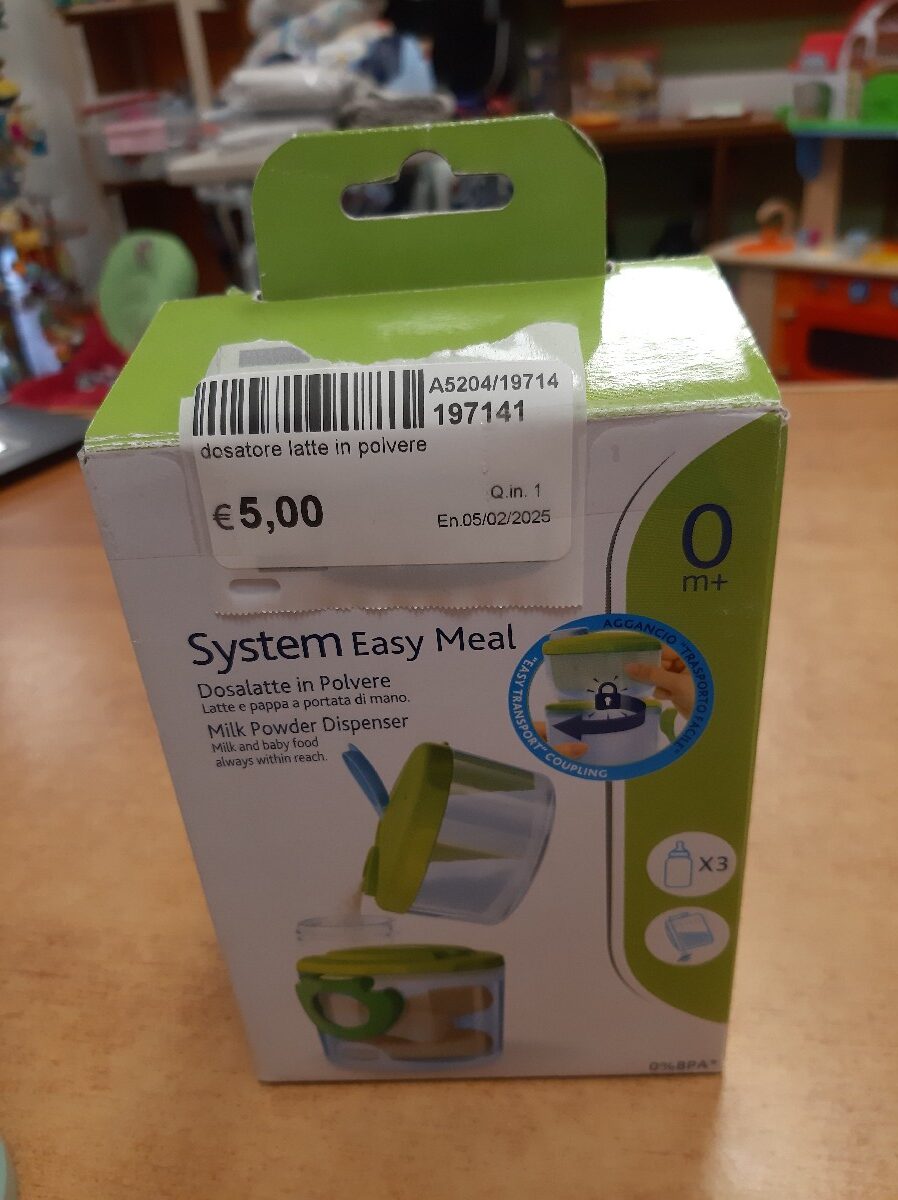 A5204/19714
197141
dosatore latte in polvere
€5,00
Q.in. 1
En.05/02/2025
0
m+
System Easy Meal
Dosalatte in Polvere
Latte e pappa a portata di mano.
Milk Powder Dispenser
Milk and baby food
always within reach.
AGGANCIO "TRASPORTO FACILE"
"EASY TRANSPORT" COUPLING
X3
0%BPA*